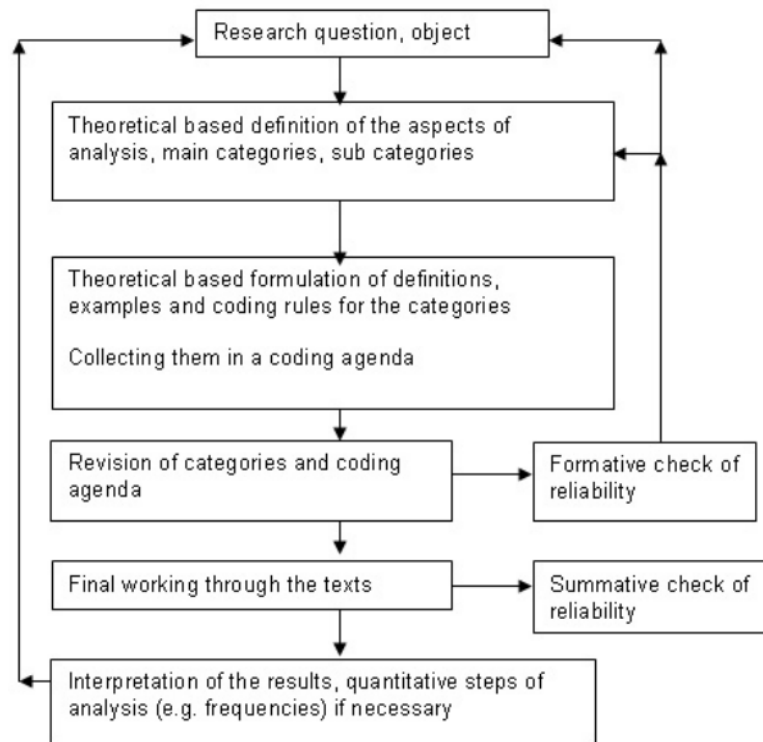 Research question, object
Theoretical based definition of the aspects of
analysis, main categories, sub categories
Theoretical based formulation of definitions,
examples and coding rules for the categories
Collecting them in a coding agenda
Revision of categories and coding
agenda
Formative check of
reliability
Final working through the texts
Summative check of
reliability
Interpretation of the results, quantitative steps of
analysis (e.g. frequencies) if necessary